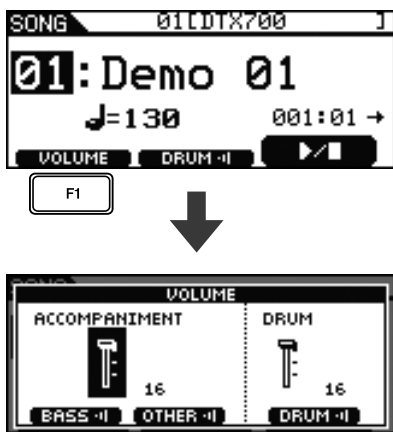 SONG 01[DTX700 ]
01:Demo 01
♩=130 001:01→
VOLUME DRUM
F1
VOLUME
ACCOMPANIMENT DRUM
16 16
BASS OTHER DRUM